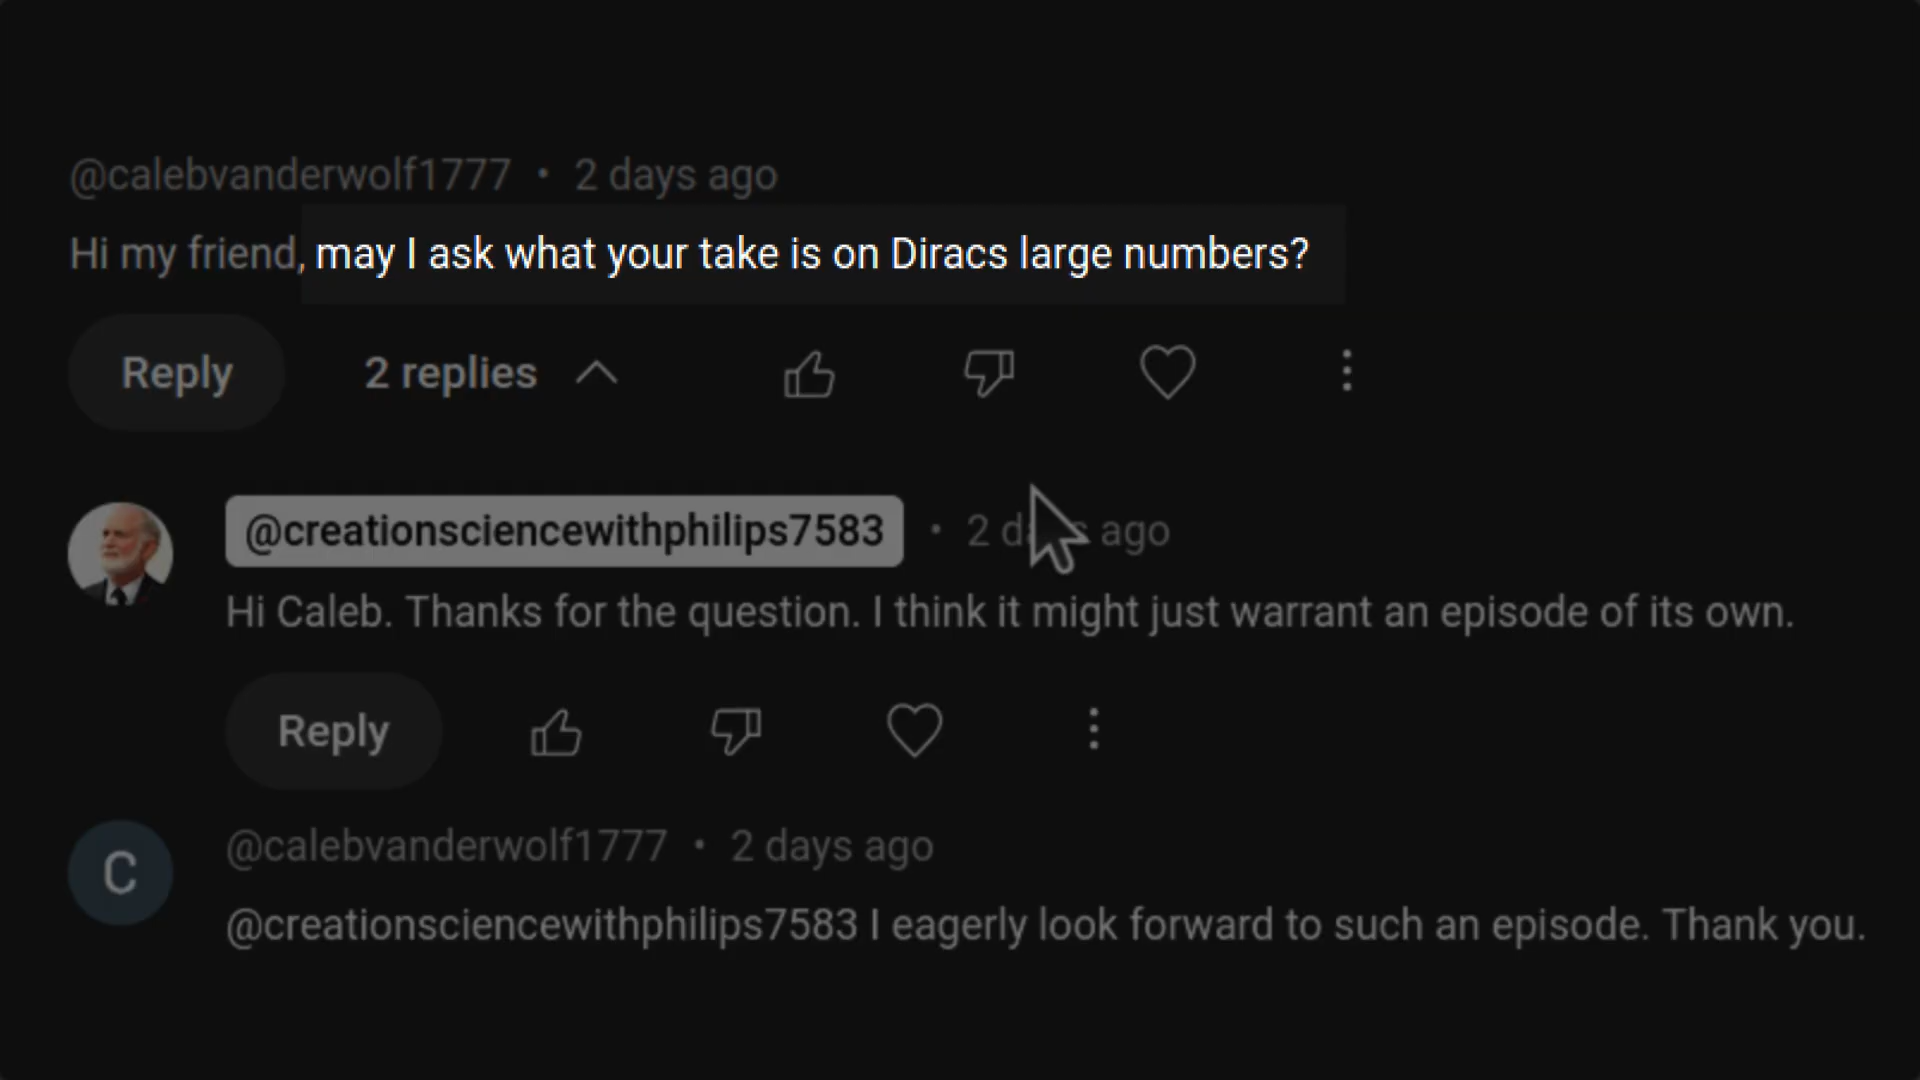 @calebvanderwolf1777 • 2 days ago
Hi my friend, may I ask what your take is on Diracs large numbers?
Reply 2 replies
@creationsciencewithphilips7583 • 2 days ago
Hi Caleb. Thanks for the question. I think it might just warrant an episode of its own.
Reply
C
@calebvanderwolf1777 • 2 days ago
@creationsciencewithphilips7583 I eagerly look forward to such an episode. Thank you.